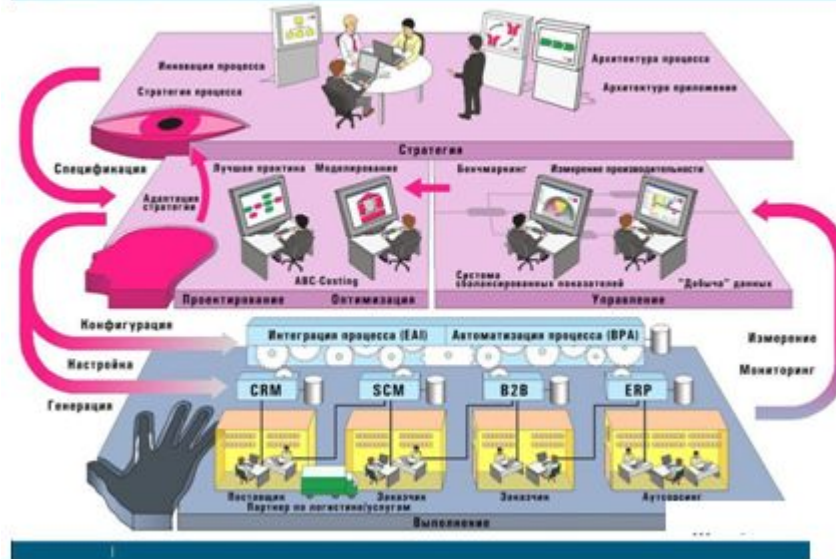 Инновация процесса
Стратегия процесса
Архитектура процесса
Архитектура приложения
Стратегия
Спецификация
Адаптация
стратегии
Лучшая практика
Моделирование
Бенчмаркинг
Измерение производительности
ABC-Costing
Система
сбалансированных показателей
"Добыча" данных
Проектирование
Оптимизация
Управление
Конфигурация
Настройка
Генерация
Интеграция процесса (EAI)
Автоматизация процесса (BPA)
Измерение
Мониторинг
CRM
SCM
B2B
ERP
Поставщик
Заказчик
Заказчик
Аутсорсинг
Партнер по логистике/услугам
Выполнение